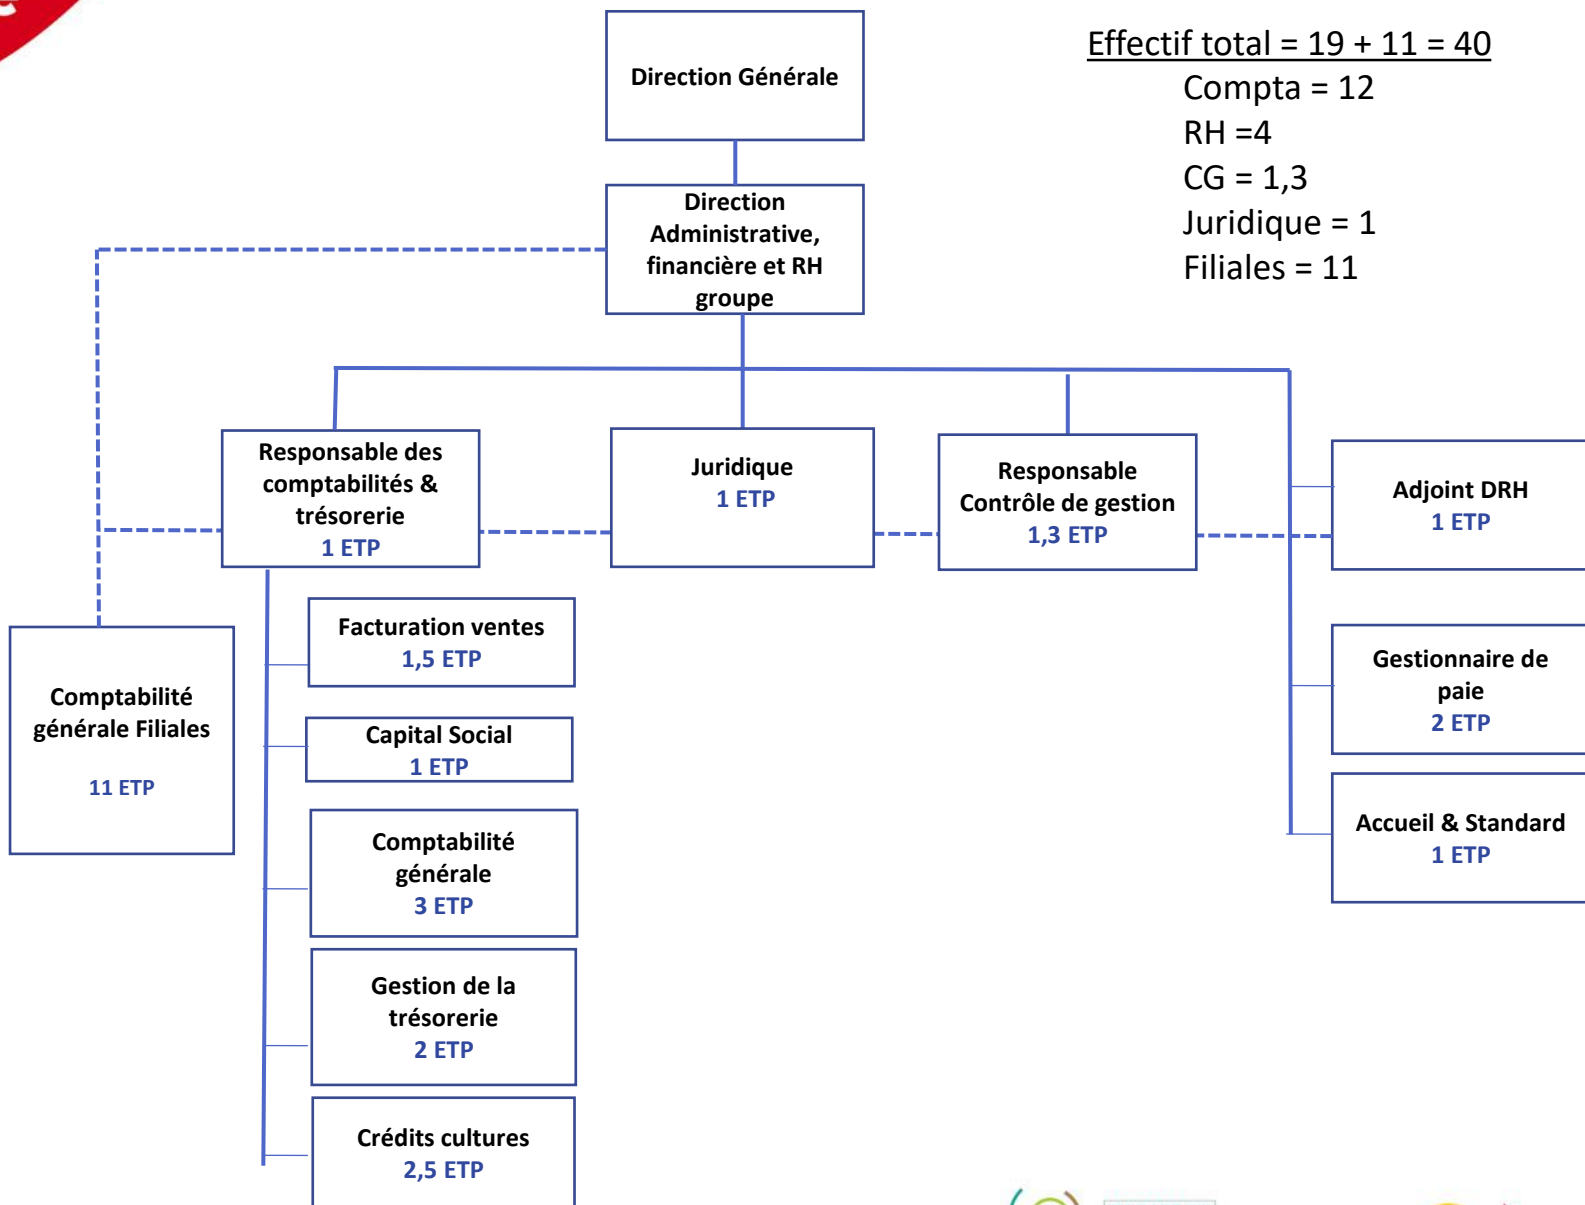 Effectif total = 19 + 11 = 40
Compta = 12
RH =4
CG = 1,3
Juridique = 1
Filiales = 11
Direction Générale
Direction
Administrative,
financière et RH
groupe
Responsable des
comptabilités &
trésorerie
1 ETP
Juridique
1 ETP
Responsable
Contrôle de gestion
1,3 ETP
Adjoint DRH
1 ETP
Comptabilité
générale Filiales
11 ETP
Facturation ventes
1,5 ETP
Capital Social
1 ETP
Comptabilité
générale
3 ETP
Gestion de la
trésorerie
2 ETP
Crédits cultures
2,5 ETP
Gestionnaire de
paie
2 ETP
Accueil & Standard
1 ETP